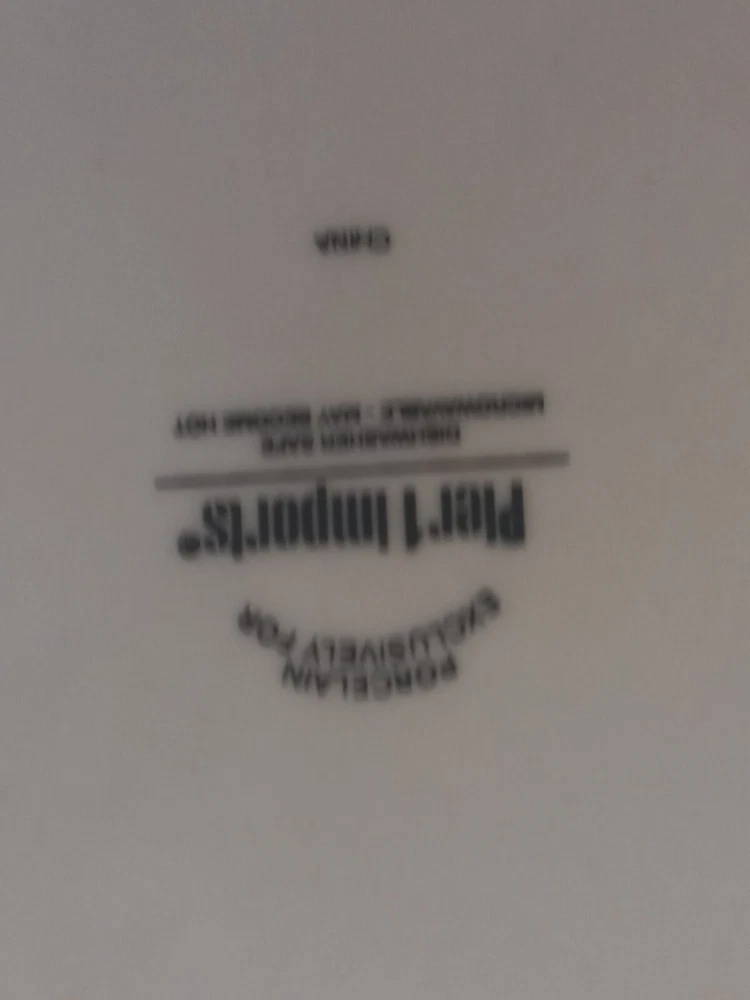 PORCELAIN
EXCLUSIVELY FOR
Pier 1 Imports®
DISHWASHER SAFE
MICROWAVABLE - MAY BECOME HOT
CHINA